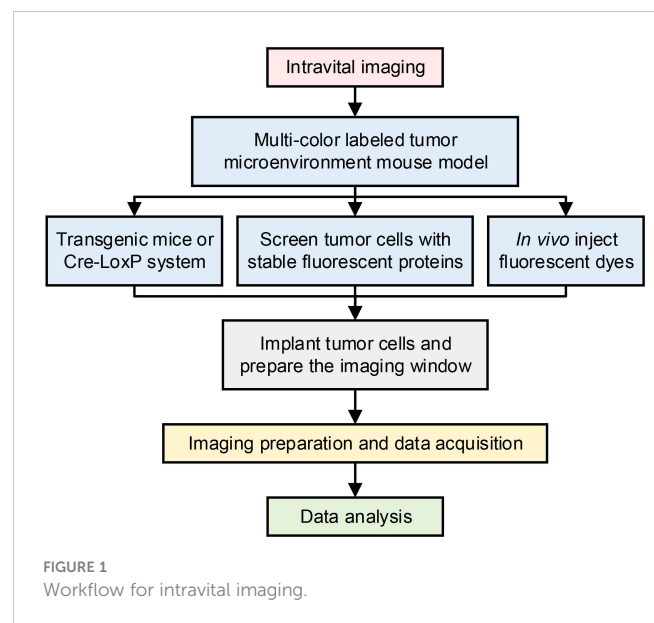 Intravital imaging
Multi-color labeled tumor
microenvironment mouse model
Transgenic mice or
Cre-LoxP system
Screen tumor cells with
stable fluorescent proteins
In vivo inject
fluorescent dyes
Implant tumor cells and
prepare the imaging window
Imaging preparation and data acquisition
Data analysis
FIGURE 1
Workflow for intravital imaging.